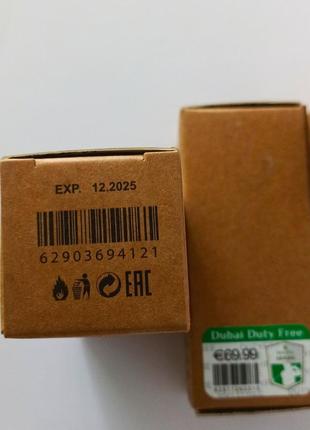 EXP. 12.2025
62903694121
EAC
Dubai Duty Free
€69.99